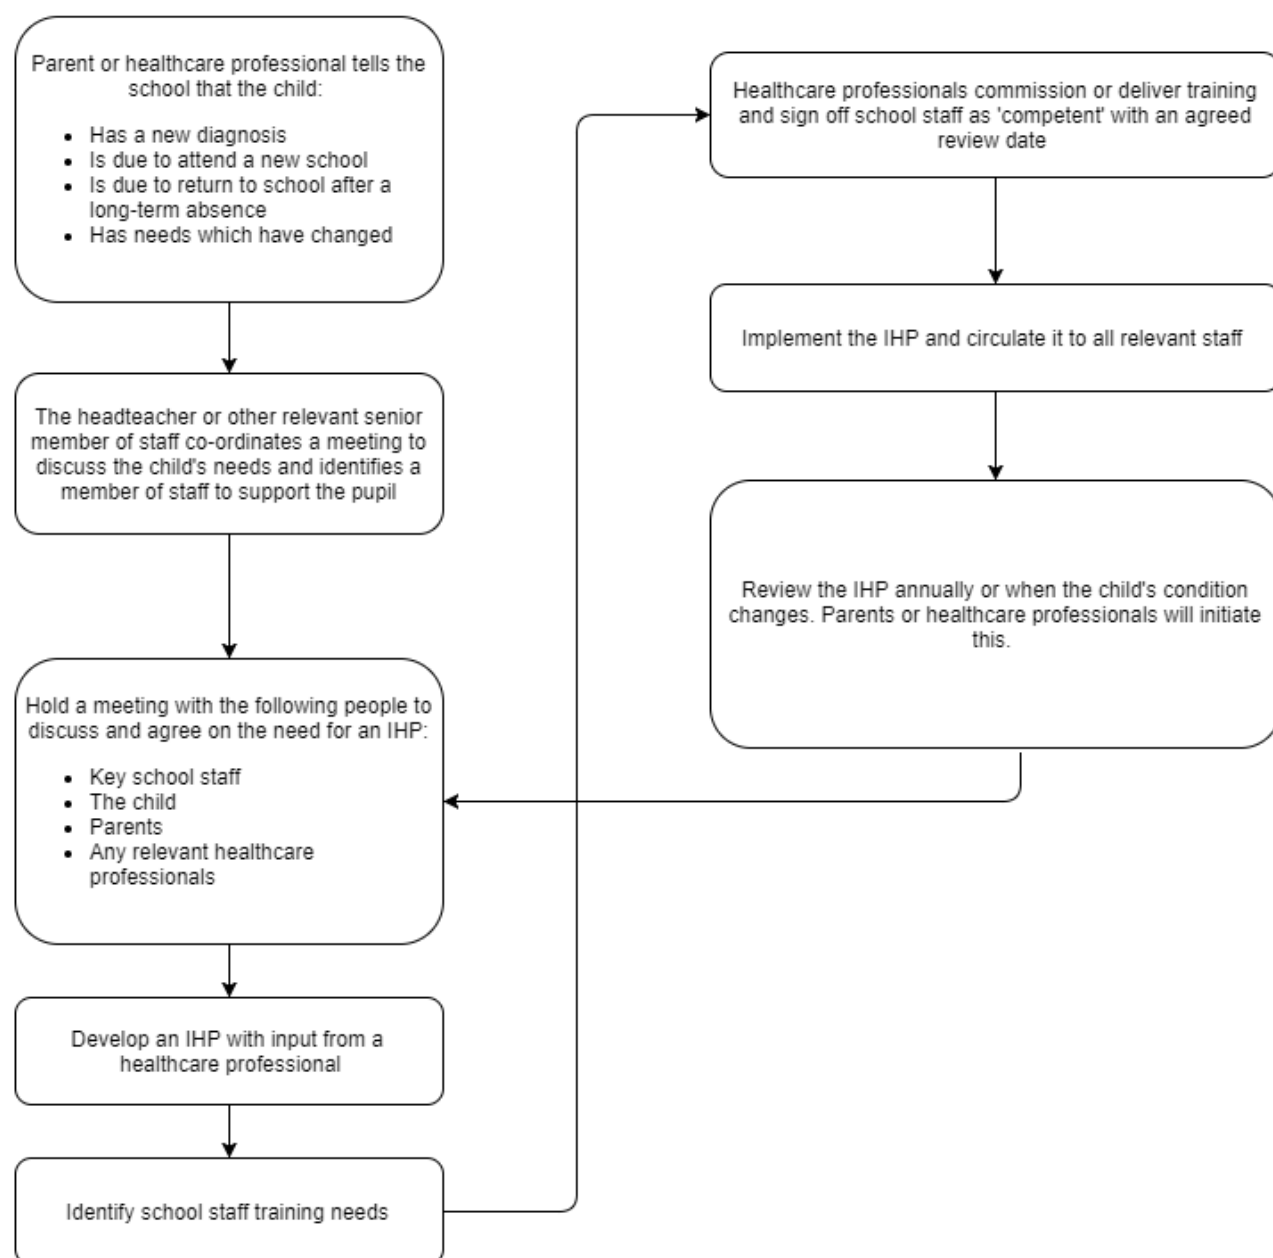 Parent or healthcare professional tells the
school that the child:
• Has a new diagnosis
• Is due to attend a new school
• Is due to return to school after a
long-term absence
• Has needs which have changed
The headteacher or other relevant senior
member of staff co-ordinates a meeting to
discuss the child's needs and identifies a
member of staff to support the pupil
Hold a meeting with the following people to
discuss and agree on the need for an IHP:
• Key school staff
• The child
• Parents
• Any relevant healthcare
professionals
Develop an IHP with input from a
healthcare professional
Identify school staff training needs
Healthcare professionals commission or deliver training
and sign off school staff as 'competent' with an agreed
review date
Implement the IHP and circulate it to all relevant staff
Review the IHP annually or when the child's condition
changes. Parents or healthcare professionals will initiate
this.